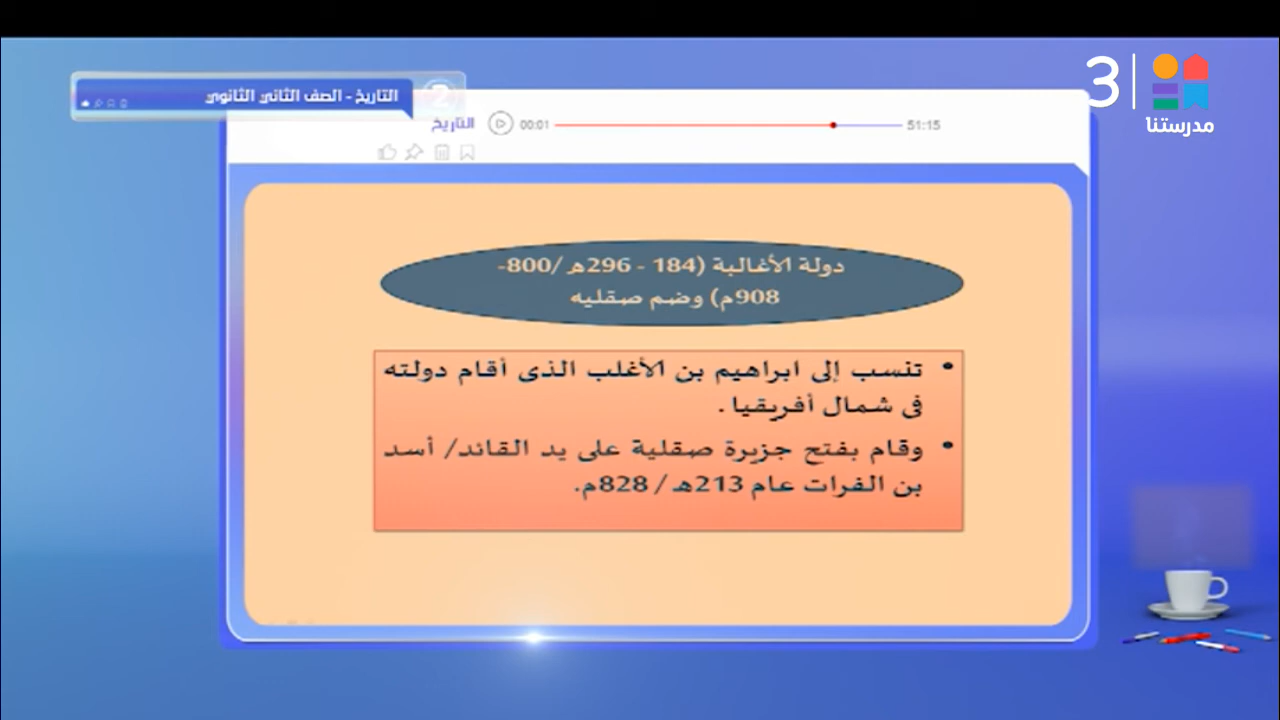 3
مدرستنا
التاريخ - الصف الثاني الثانوي
2
التاريخ
00:01
51:15
دولة الأغالبة (184 - 296هـ /800-
908م) وضم صقليه
• تنسب إلى ابراهيم بن الأغلب الذى أقام دولته
فى شمال أفريقيا .
• وقام بفتح جزيرة صقلية على يد القائد/ أسد
بن الفرات عام 213هـ / 828م.